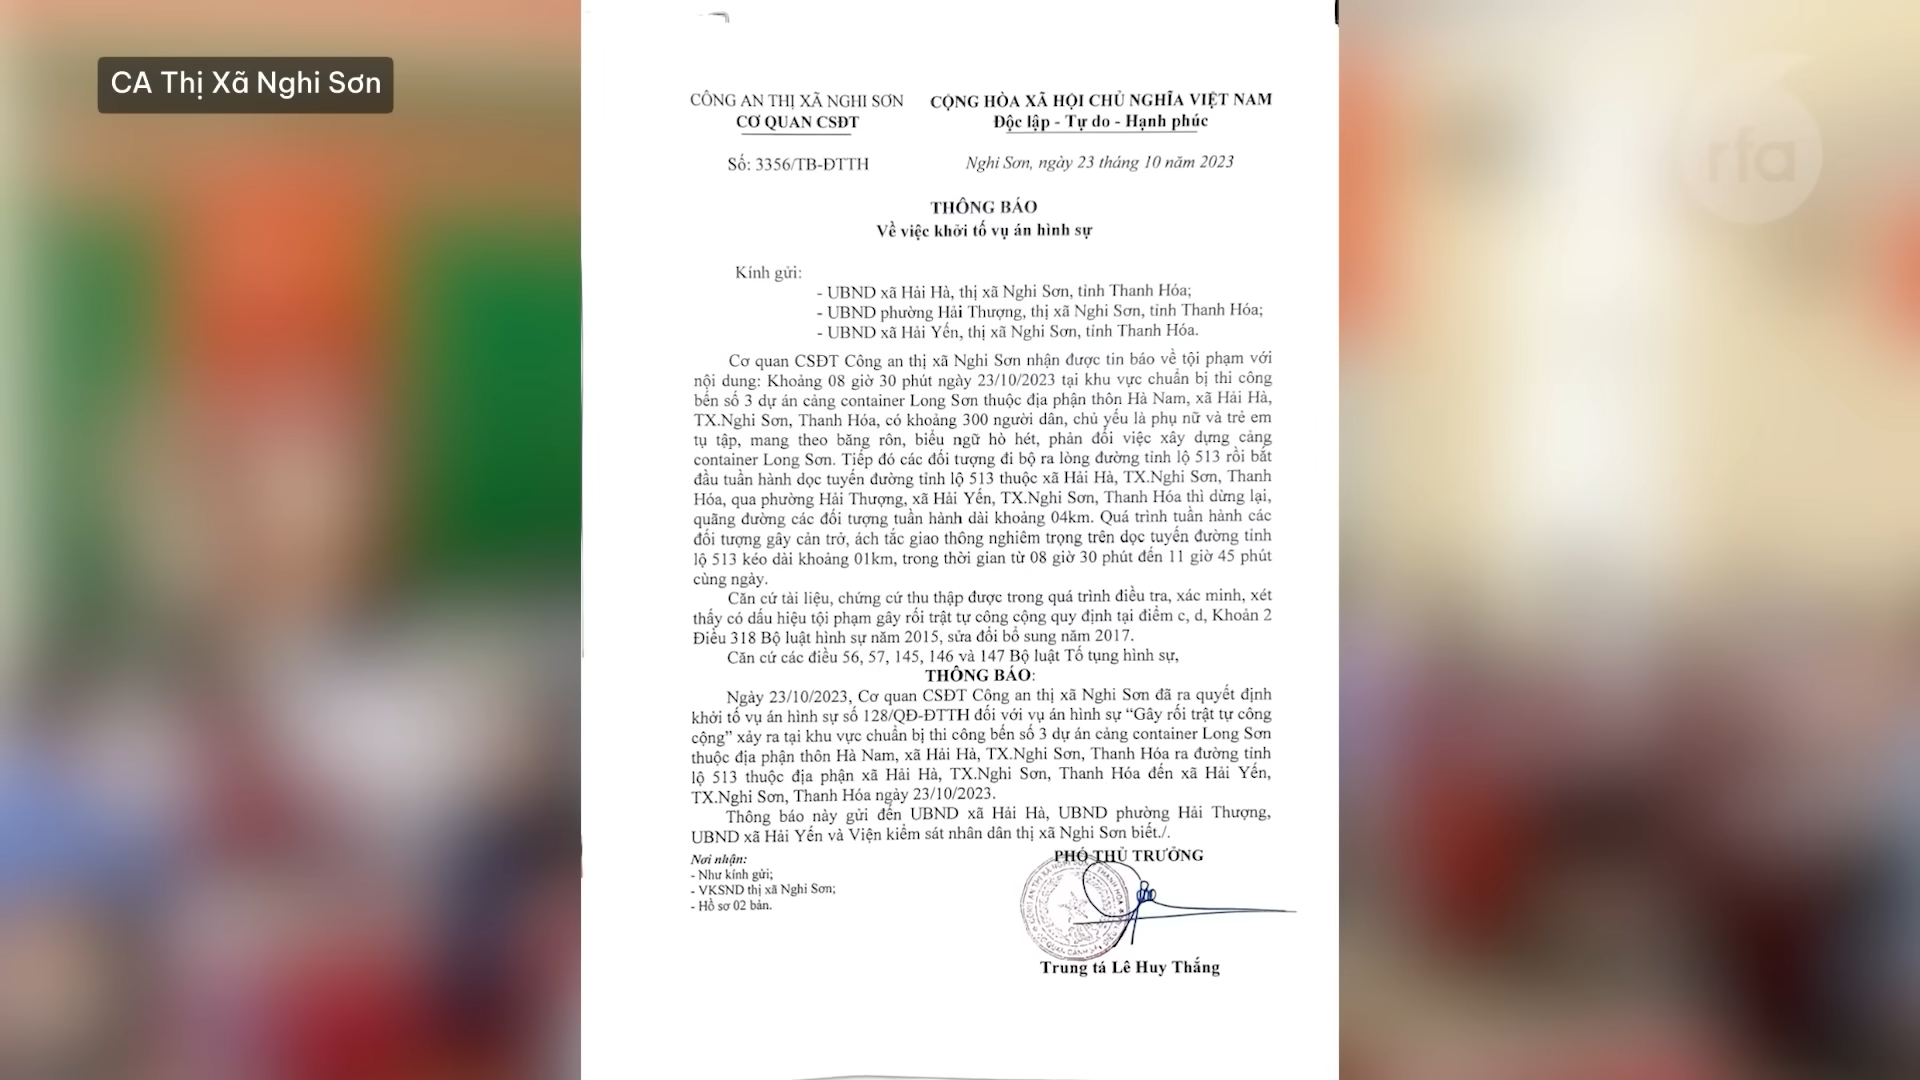 CA Thị Xã Nghi Sơn
rfa
CÔNG AN THỊ XÃ NGHI SƠN
CƠ QUAN CSĐT
CỘNG HÒA XÃ HỘI CHỦ NGHĨA VIỆT NAM
Độc lập - Tự do - Hạnh phúc
Số: 3356/TB-ĐTTH
Nghi Sơn, ngày 23 tháng 10 năm 2023
THÔNG BÁO
Về việc khởi tố vụ án hình sự
Kính gửi:
- UBND xã Hải Hà, thị xã Nghi Sơn, tỉnh Thanh Hóa;
- UBND phường Hải Thượng, thị xã Nghi Sơn, tỉnh Thanh Hóa;
- UBND xã Hải Yến, thị xã Nghi Sơn, tỉnh Thanh Hóa.
Cơ quan CSĐT Công an thị xã Nghi Sơn nhận được tin báo về tội phạm với
nội dung: Khoảng 08 giờ 30 phút ngày 23/10/2023 tại khu vực chuẩn bị thi công
bến số 3 dự án cảng container Long Sơn thuộc địa phận thôn Hà Nam, xã Hải Hà,
TX.Nghi Sơn, Thanh Hóa, có khoảng 300 người dân, chủ yếu là phụ nữ và trẻ em
tụ tập, mang theo băng rôn, biểu ngữ hò hét, phản đối việc xây dựng cảng
container Long Sơn. Tiếp đó các đối tượng đi bộ ra lòng đường tỉnh lộ 513 rồi bắt
đầu tuần hành dọc tuyến đường tỉnh lộ 513 thuộc xã Hải Hà, TX.Nghi Sơn, Thanh
Hóa, qua phường Hải Thượng, xã Hải Yến, TX.Nghi Sơn, Thanh Hóa thì dừng lại,
quãng đường các đối tượng tuần hành dài khoảng 04km. Quá trình tuần hành các
đối tượng gây cản trở, ách tắc giao thông nghiêm trọng trên dọc tuyến đường tỉnh
lộ 513 kéo dài khoảng 01km, trong thời gian từ 08 giờ 30 phút đến 11 giờ 45 phút
cùng ngày.
Căn cứ tài liệu, chứng cứ thu thập được trong quá trình điều tra, xác minh, xét
thấy có dấu hiệu tội phạm gây rối trật tự công cộng quy định tại điểm c, d, Khoản 2
Điều 318 Bộ luật hình sự năm 2015, sửa đổi bổ sung năm 2017.
Căn cứ các điều 56, 57, 145, 146 và 147 Bộ luật Tố tụng hình sự,
THÔNG BÁO:
Ngày 23/10/2023, Cơ quan CSĐT Công an thị xã Nghi Sơn đã ra quyết định
khởi tố vụ án hình sự số 128/QĐ-ĐTTH đối với vụ án hình sự “Gây rối trật tự công
cộng” xảy ra tại khu vực chuẩn bị thi công bến số 3 dự án cảng container Long Sơn
thuộc địa phận thôn Hà Nam, xã Hải Hà, TX.Nghi Sơn, Thanh Hóa ra đường tỉnh
lộ 513 thuộc địa phận xã Hải Hà, TX.Nghi Sơn, Thanh Hóa đến xã Hải Yến,
TX.Nghi Sơn, Thanh Hóa ngày 23/10/2023.
Thông báo này gửi đến UBND xã Hải Hà, UBND phường Hải Thượng,
UBND xã Hải Yến và Viện kiểm sát nhân dân thị xã Nghi Sơn biết./.
Nơi nhận:
- Như kính gửi;
- VKSND thị xã Nghi Sơn;
- Hồ sơ 02 bản.
PHÓ THỦ TRƯỞNG
Trung tá Lê Huy Thắng